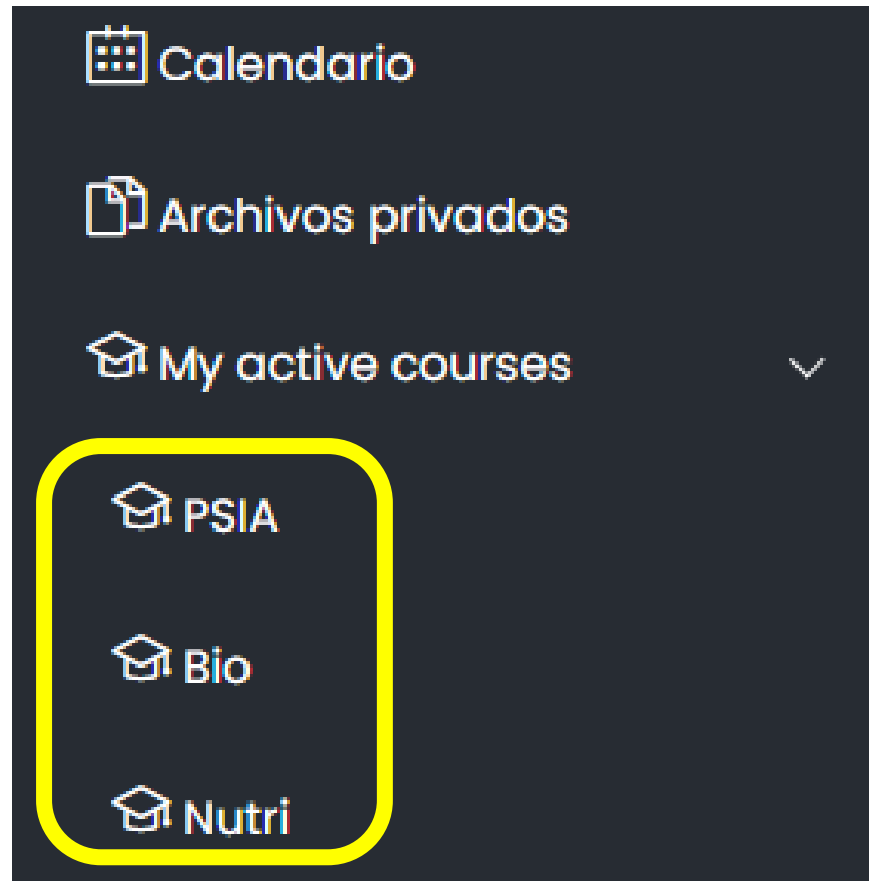 Calendario
Archivos privados
My active courses
PSIA
Bio
Nutri